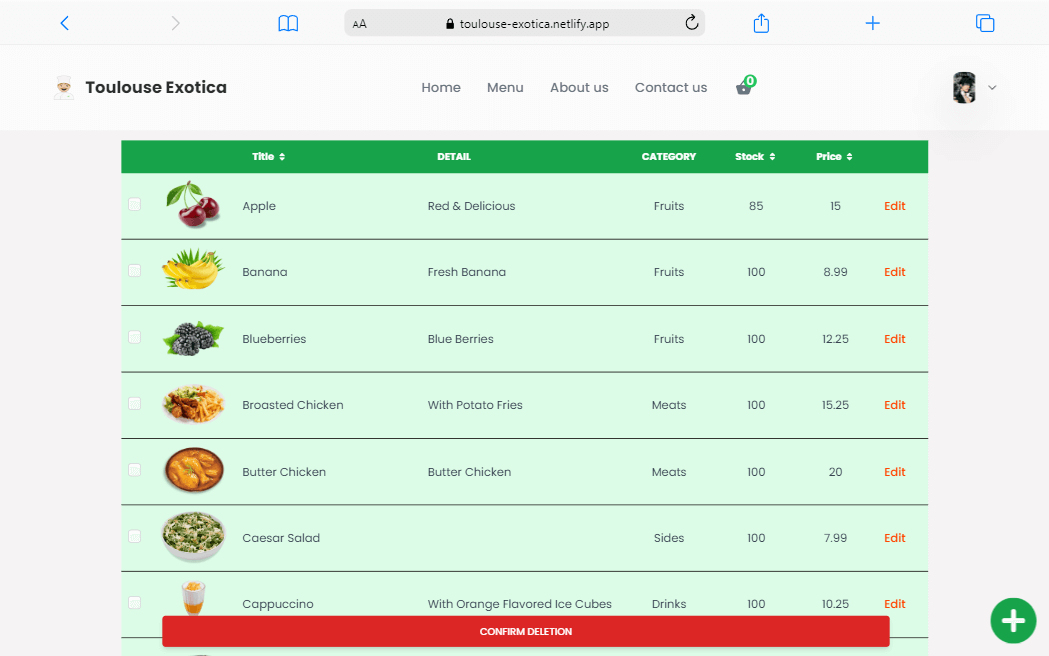 AA toulouse-exotica.netlify.app
Toulouse Exotica Home Menu About us Contact us 0
Title DETAIL CATEGORY Stock Price
Apple Red & Delicious Fruits 85 15 Edit
Banana Fresh Banana Fruits 100 8.99 Edit
Blueberries Blue Berries Fruits 100 12.25 Edit
Broasted Chicken With Potato Fries Meats 100 15.25 Edit
Butter Chicken Butter Chicken Meats 100 20 Edit
Caesar Salad Sides 100 7.99 Edit
Cappuccino With Orange Flavored Ice Cubes Drinks 100 10.25 Edit
CONFIRM DELETION